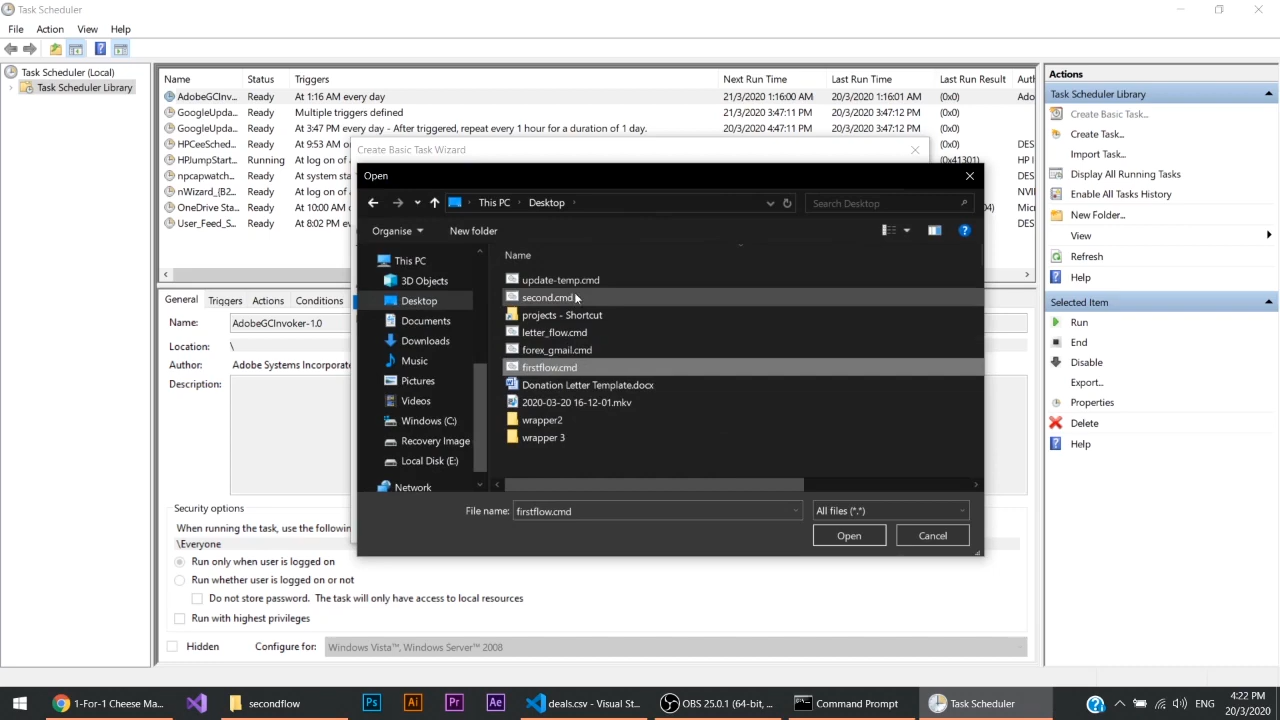 Task Scheduler
File Action View Help
Task Scheduler (Local)
Task Scheduler Library
Name Status Triggers Next Run Time Last Run Time Last Run Result Auth
AdobeGCInv... Ready At 1:16 AM every day 21/3/2020 1:16:00 AM 20/3/2020 1:16:01 AM (0x0) Ado
GoogleUpda... Ready Multiple triggers defined 21/3/2020 3:47:11 PM 20/3/2020 3:47:12 PM (0x0)
GoogleUpda... Ready At 3:47 PM every day - After triggered, repeat every 1 hour for a duration of 1 day. 20/3/2020 4:47:11 PM 20/3/2020 3:47:12 PM (0x0)
HPCeeSched... Ready At 9:53 AM o (0x0) DES
HPJumpStart... Running At log on of a (0x41301) HP I
npcapwatch... Ready At system sta DES
nWizard_{B2... Ready At log on of a NVI
OneDrive Sta... Ready At 10:00 AM 04) Micr
User_Feed_S... Ready At 8:02 PM ev DES
Create Basic Task Wizard
Open
This PC Desktop
Search Desktop
Organise New folder
This PC
3D Objects
Desktop
Documents
Downloads
Music
Pictures
Videos
Windows (C:)
Recovery Image
Local Disk (E:)
Network
Name
update-temp.cmd
second.cmd
projects - Shortcut
letter_flow.cmd
forex_gmail.cmd
firstflow.cmd
Donation Letter Template.docx
2020-03-20 16-12-01.mkv
wrapper2
wrapper 3
File name: firstflow.cmd All files (*.*)
Open Cancel
General Triggers Actions Conditions
Name: AdobeGCInvoker-1.0
Location: \
Author: Adobe Systems Incorporate
Description:
Security options
When running the task, use the followin
\Everyone
Run only when user is logged on
Run whether user is logged on or not
Do not store password. The task will only have access to local resources
Run with highest privileges
Hidden Configure for: Windows Vista™, Windows Server™ 2008
Actions
Task Scheduler Library
Create Basic Task...
Create Task...
Import Task...
Display All Running Tasks
Enable All Tasks History
New Folder...
View
Refresh
Help
Selected Item
Run
End
Disable
Export...
Properties
Delete
Help
1-For-1 Cheese Ma... secondflow Ps Ai Pr Ae deals.csv - Visual St... OBS 25.0.1 (64-bit, ... Command Prompt Task Scheduler ENG 4:22 PM
20/3/2020